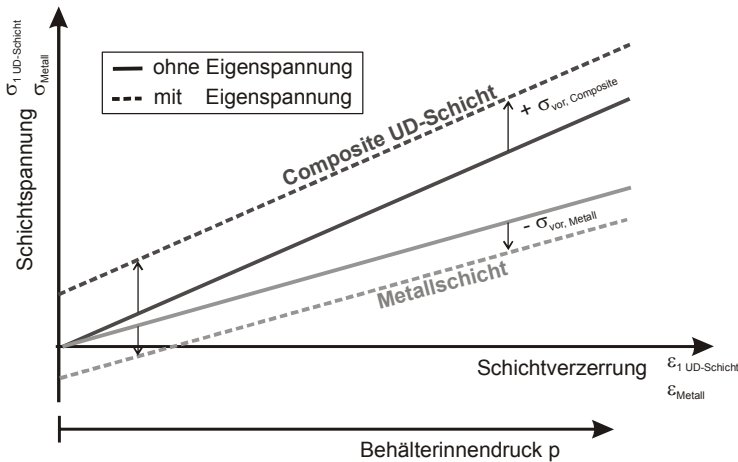 Schichtspannung σ1 UD-Schicht
σMetall
ohne Eigenspannung
mit Eigenspannung
Composite UD-Schicht
+ σvor, Composite
- σvor, Metall
Metallschicht
Schichtverzerrung ε1 UD-Schicht
εMetall
Behälterinnendruck p